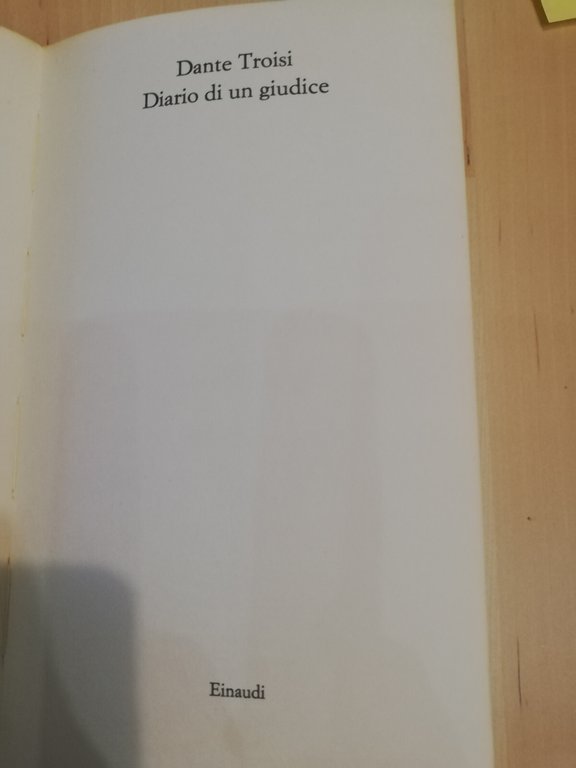 Dante Troisi
Diario di un giudice
Einaudi